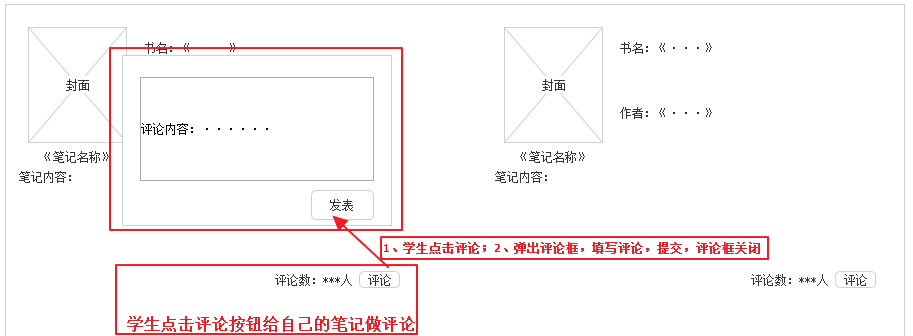 封面
书名：《 · · · 》
评论内容：· · · · · ·
发表
《笔记名称》
笔记内容：
封面
书名：《 · · · 》
作者：《 · · · 》
《笔记名称》
笔记内容：
1、学生点击评论；2、弹出评论框，填写评论，提交，评论框关闭
评论数：***人 评论
评论数：***人 评论
学生点击评论按钮给自己的笔记做评论